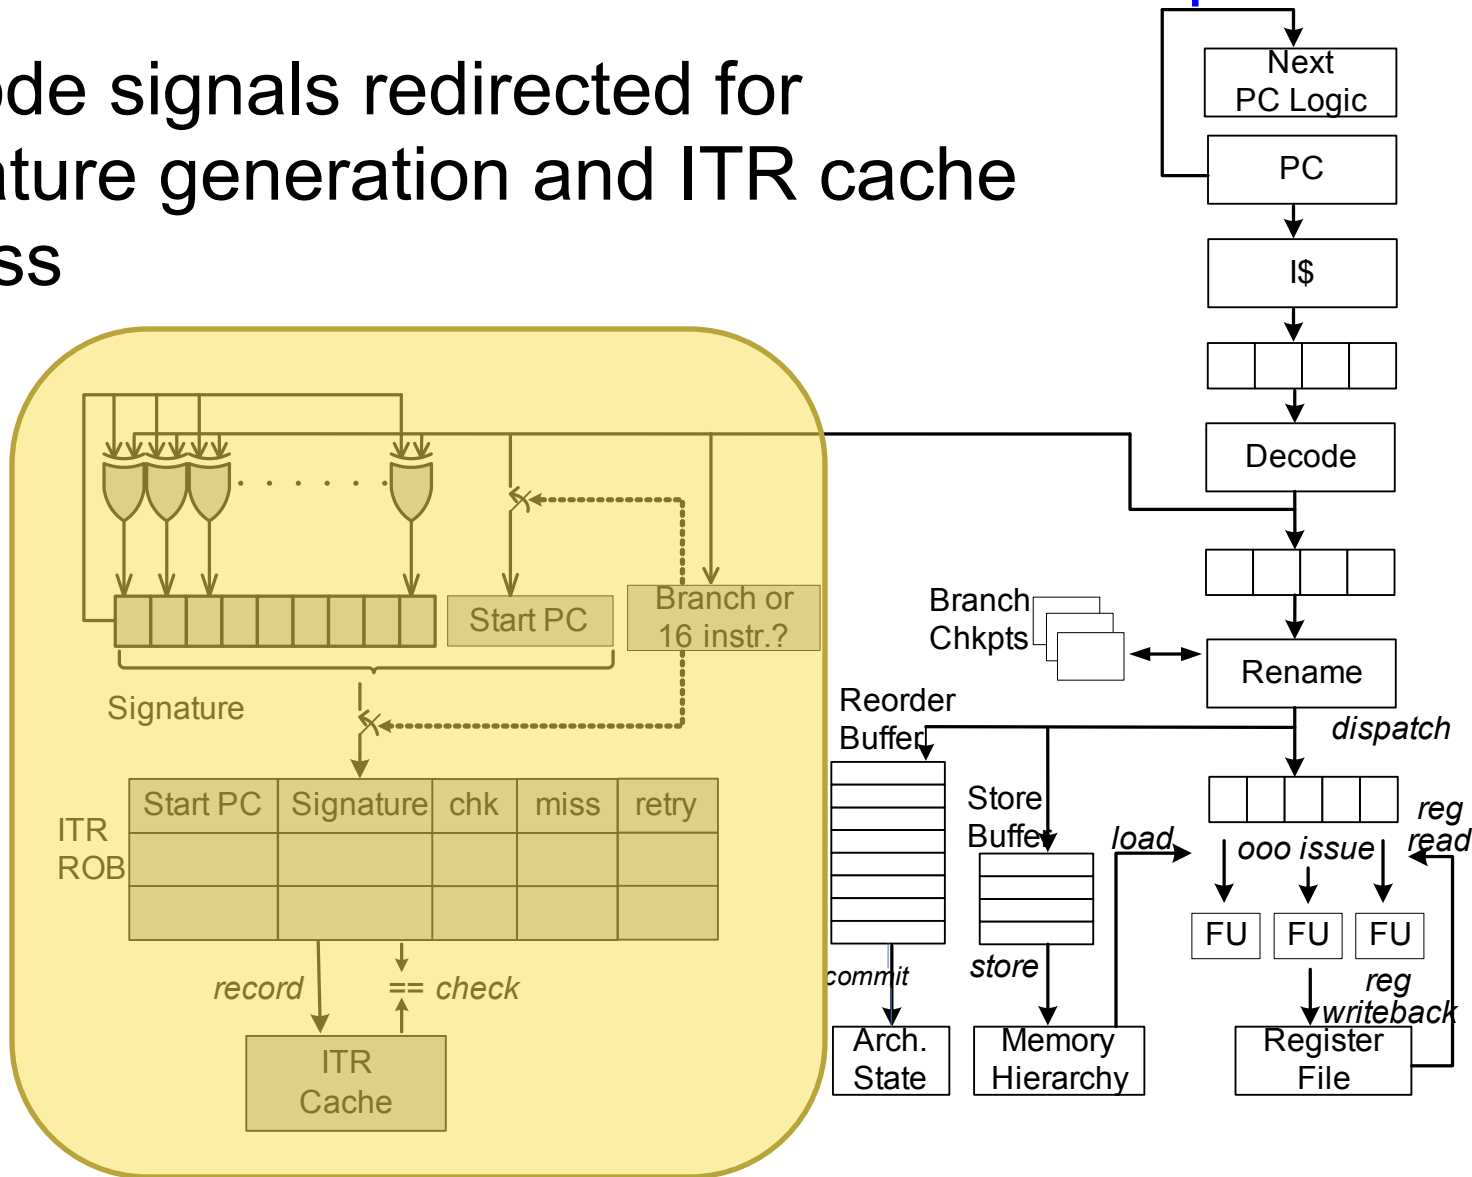 ode signals redirected for
ature generation and ITR cache
ss
Next
PC Logic
PC
I$
Decode
Branch
Chkpts
Rename
dispatch
Reorder
Buffer
Store
Buffer
load
ooo issue
reg
read
FU FU FU
commit
store
reg
writeback
Arch.
State
Memory
Hierarchy
Register
File
. . . . . .
Start PC
Branch or
16 instr.?
Signature
ITR
ROB
Start PC Signature chk miss retry
record
== check
ITR
Cache